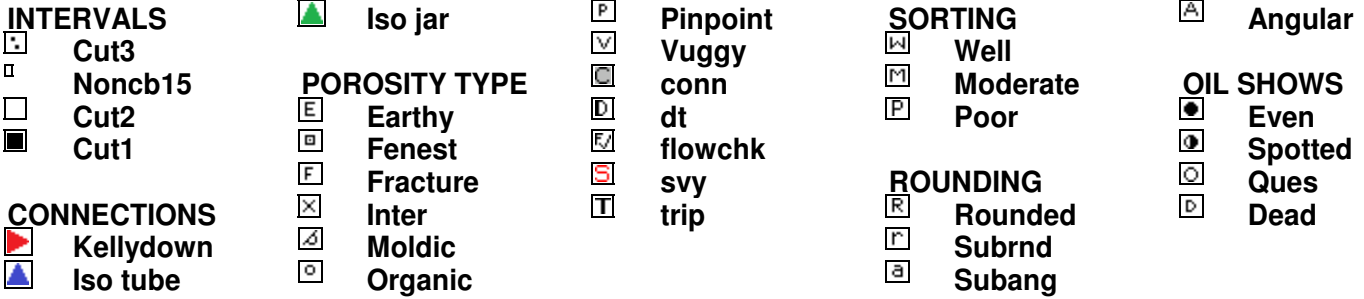 INTERVALS
Cut3
Noncb15
Cut2
Cut1
CONNECTIONS
Kellydown
Iso tube
Iso jar
POROSITY TYPE
E Earthy
Fenest
F Fracture
Inter
Moldic
Organic
P Pinpoint
V Vuggy
C conn
D dt
flowchk
S svy
T trip
SORTING
W Well
M Moderate
P Poor
ROUNDING
R Rounded
r Subrnd
a Subang
A Angular
OIL SHOWS
Even
Spotted
Ques
D Dead